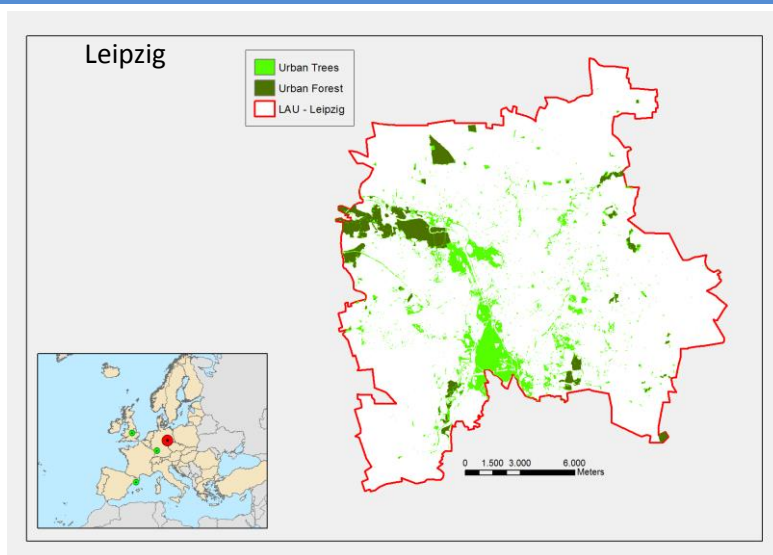 Leipzig
Urban Trees
Urban Forest
LAU - Leipzig
0 1.500 3.000 6.000
Meters